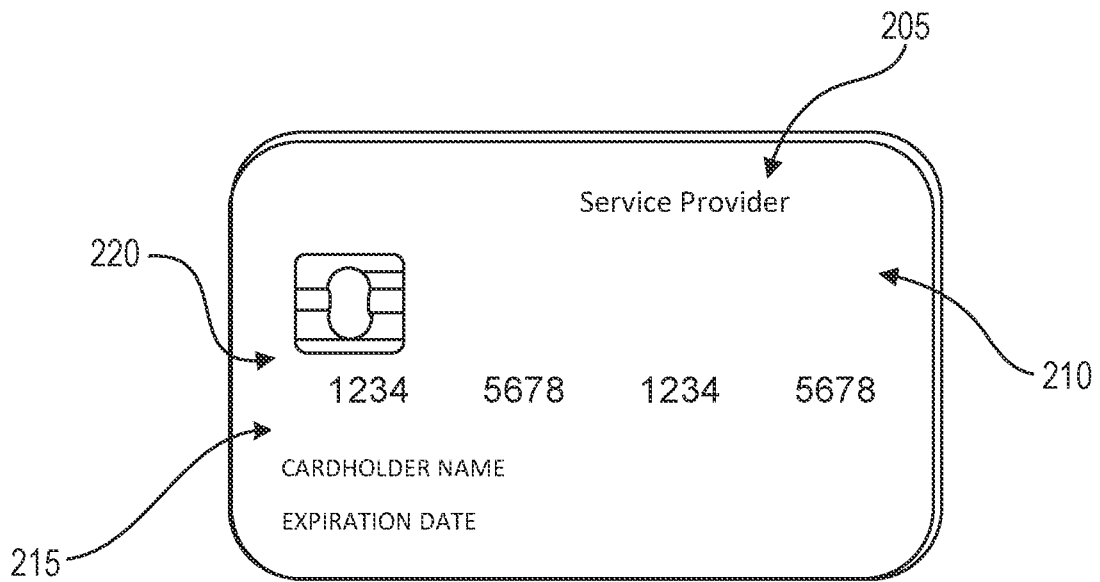 205
Service Provider
220
210
1234 5678 1234 5678
CARDHOLDER NAME
EXPIRATION DATE
215